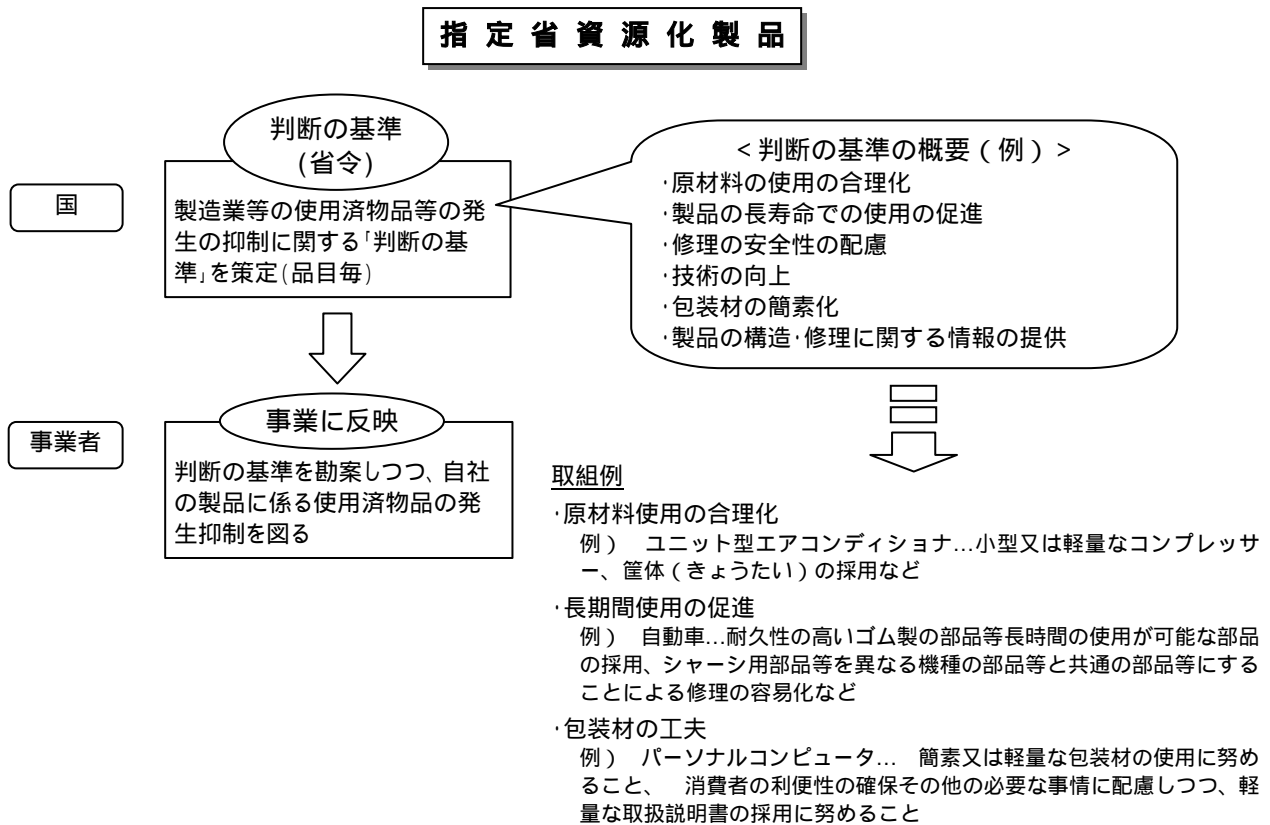 指定省資源化製品
判断の基準
(省令)
国
製造業等の使用済物品等の発
生の抑制に関する「判断の基
準」を策定(品目毎)
<判断の基準の概要(例)>
・原材料の使用の合理化
・製品の長寿命での使用の促進
・修理の安全性の配慮
・技術の向上
・包装材の簡素化
・製品の構造・修理に関する情報の提供
事業者
事業に反映
判断の基準を勘案しつつ、自社
の製品に係る使用済物品の発
生抑制を図る
取組例
・原材料使用の合理化
例) ユニット型エアコンディショナ…小型又は軽量なコンプレッサ
ー、筐体(きょうたい)の採用など
・長期間使用の促進
例) 自動車…耐久性の高いゴム製の部品等長時間の使用が可能な部品
の採用、シャーシ用部品等を異なる機種の部品等と共通の部品等にする
ことによる修理の容易化など
・包装材の工夫
例) パーソナルコンピュータ… 簡素又は軽量な包装材の使用に努め
ること、 消費者の利便性の確保その他の必要な事情に配慮しつつ、軽
量な取扱説明書の採用に努めること